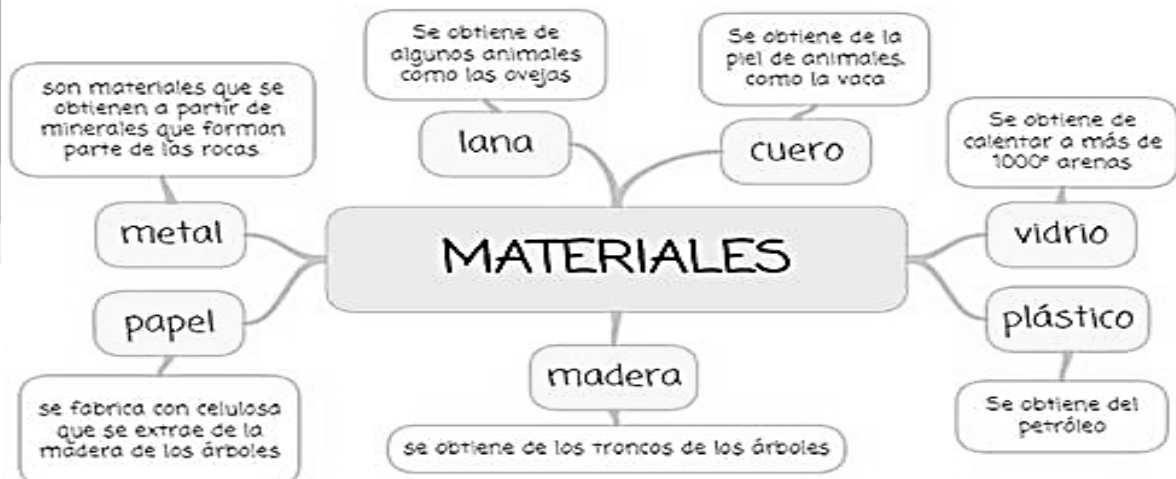 Se obtiene de
algunos animales
como las ovejas
lana
Se obtiene de la
piel de animales.
como la vaca
cuero
son materiales que se
obtienen a partir de
minerales que forman
parte de las rocas
metal
Se obtiene de
calentar a más de
1000° arenas
vidrio
MATERIALES
papel
se fabrica con celulosa
que se extrae de la
madera de los árboles
madera
se obtiene de los troncos de los árboles
plástico
Se obtiene del
petróleo